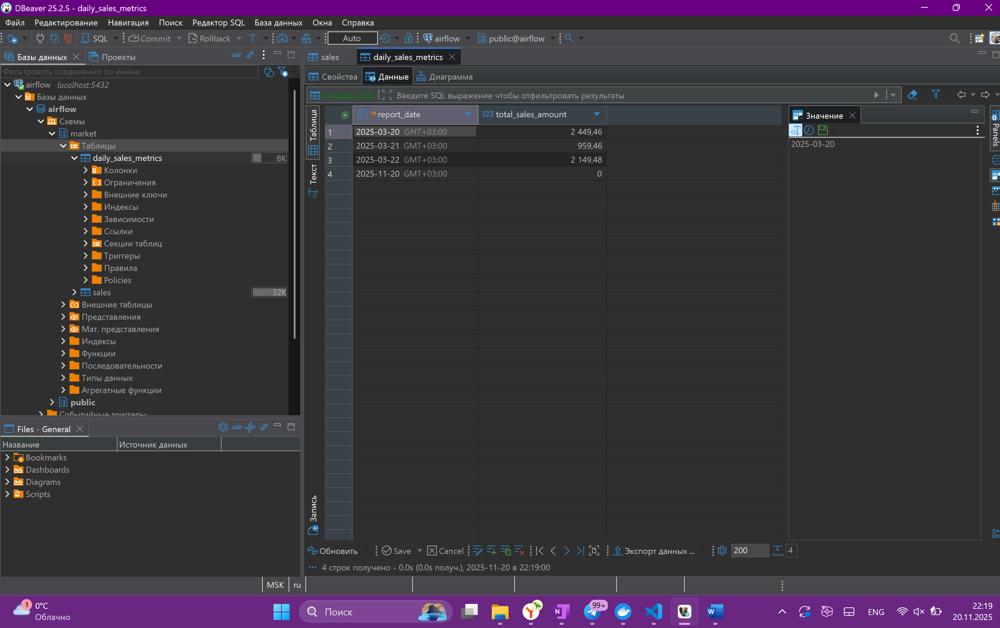 DBeaver 25.2.5 - daily_sales_metrics
Файл Редактирование Навигация Поиск Редактор SQL База данных Окна Справка
SQL Commit Rollback Auto airflow public@airflow
Базы данных Проекты
Фильтровать соединения по имени
airflow localhost:5432
Базы данных
airflow
Схемы
market
Таблицы
daily_sales_metrics 8K
Колонки
Ограничения
Внешние ключи
Индексы
Зависимости
Ссылки
Секции таблиц
Триггеры
Правила
Policies
sales 32K
Внешние таблицы
Представления
Мат. представления
Индексы
Функции
Последовательности
Типы данных
Агрегатные функции
public
Событийные триггеры
Files - General
Название Источник данных
Bookmarks
Dashboards
Diagrams
Scripts
sales daily_sales_metrics
Свойства Данные Диаграмма
Показать SQL Введите SQL выражение чтобы отфильтровать результаты
Таблица
Текст
Запись
report_date 123 total_sales_amount
1 2025-03-20 GMT+03:00 2 449,46
2 2025-03-21 GMT+03:00 959,46
3 2025-03-22 GMT+03:00 2 149,48
4 2025-11-20 GMT+03:00 0
Значение
2025-03-20
Panels
Обновить Save Cancel Экспорт данных ... 200 4
4 строк получено - 0.0s (0.0s получ.), 2025-11-20 в 22:19:00
MSK ru
1 0°C
Облачно
Поиск
99+
ENG
22:19
20.11.2025